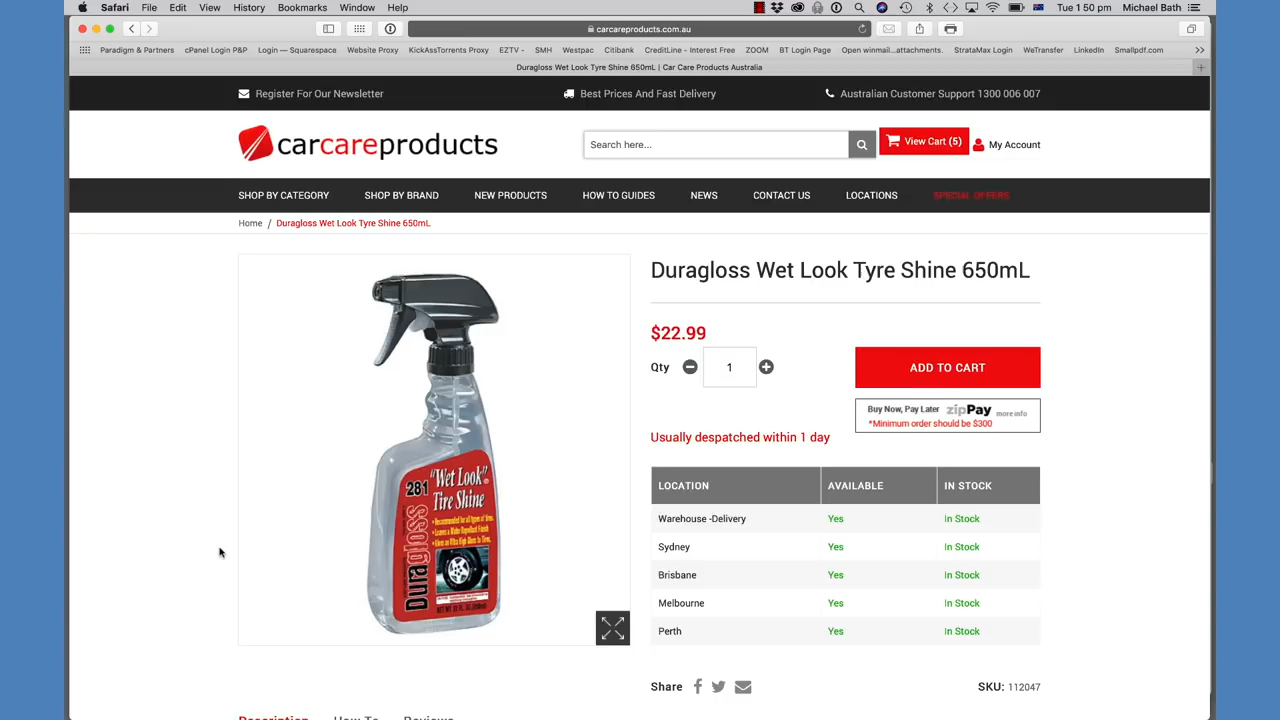 Safari File Edit View History Bookmarks Window Help Tue 1 50 pm Michael Bath
carcareproducts.com.au
Paradigm & Partners cPanel Login P&P Login — Squarespace Website Proxy KickAssTorrents Proxy EZTV - SMH Westpac Citibank CreditLine - Interest Free ZOOM BT Login Page Open winmail...attachments. StrataMax Login WeTransfer LinkedIn Smallpdf.com
Duragloss Wet Look Tyre Shine 650mL | Car Care Products Australia
Register For Our Newsletter Best Prices And Fast Delivery Australian Customer Support 1300 006 007
carcareproducts Search here... View Cart (5) My Account
SHOP BY CATEGORY SHOP BY BRAND NEW PRODUCTS HOW TO GUIDES NEWS CONTACT US LOCATIONS SPECIAL OFFERS
Home / Duragloss Wet Look Tyre Shine 650mL
Duragloss Wet Look Tyre Shine 650mL
$22.99
Qty 1 ADD TO CART
Buy Now, Pay Later zipPay more info
*Minimum order should be $300
Usually despatched within 1 day
LOCATION AVAILABLE IN STOCK
Warehouse -Delivery Yes In Stock
Sydney Yes In Stock
Brisbane Yes In Stock
Melbourne Yes In Stock
Perth Yes In Stock
281 "Wet Look"
Tire Shine
Duragloss
Share SKU: 112047
Description How To Reviews